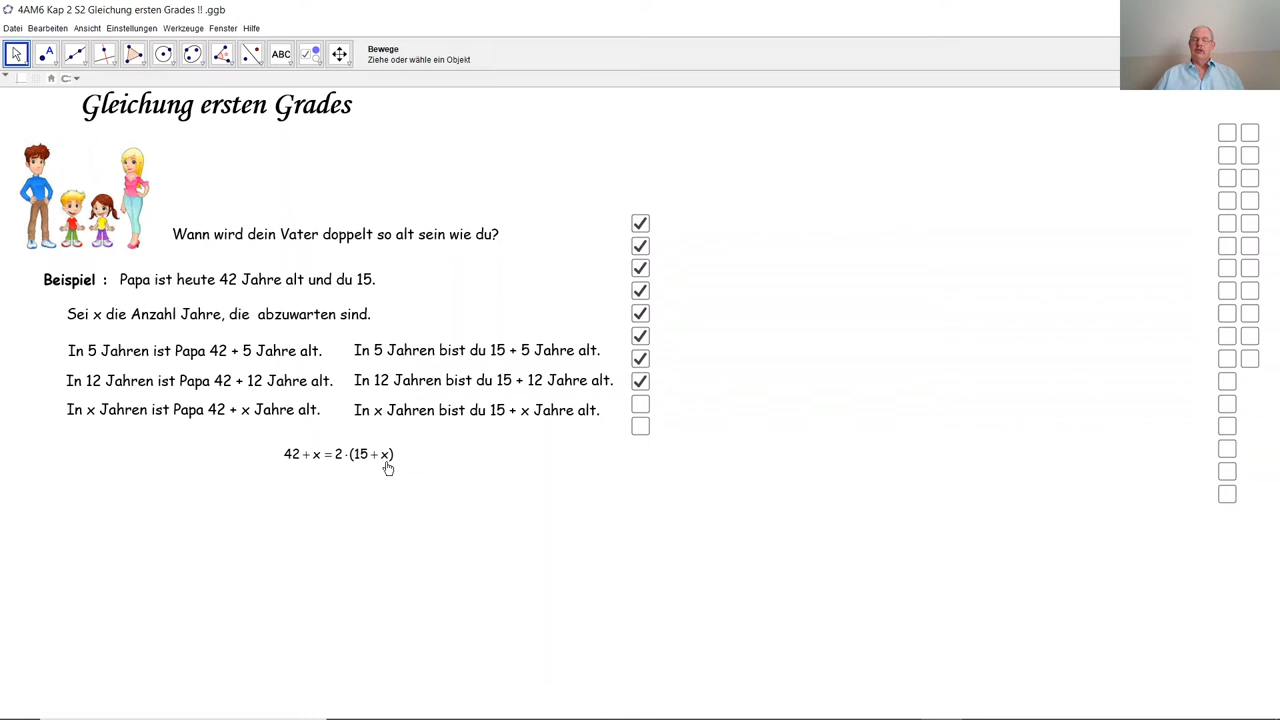 4AM6 Kap 2 S2 Gleichung ersten Grades !! .ggb
Datei Bearbeiten Ansicht Einstellungen Werkzeuge Fenster Hilfe
A
ABC
Bewege
Ziehe oder wähle ein Objekt
Gleichung ersten Grades
Wann wird dein Vater doppelt so alt sein wie du?
Beispiel : Papa ist heute 42 Jahre alt und du 15.
Sei x die Anzahl Jahre, die abzuwarten sind.
In 5 Jahren ist Papa 42 + 5 Jahre alt. In 5 Jahren bist du 15 + 5 Jahre alt.
In 12 Jahren ist Papa 42 + 12 Jahre alt. In 12 Jahren bist du 15 + 12 Jahre alt.
In x Jahren ist Papa 42 + x Jahre alt. In x Jahren bist du 15 + x Jahre alt.
42 + x = 2 · (15 + x)